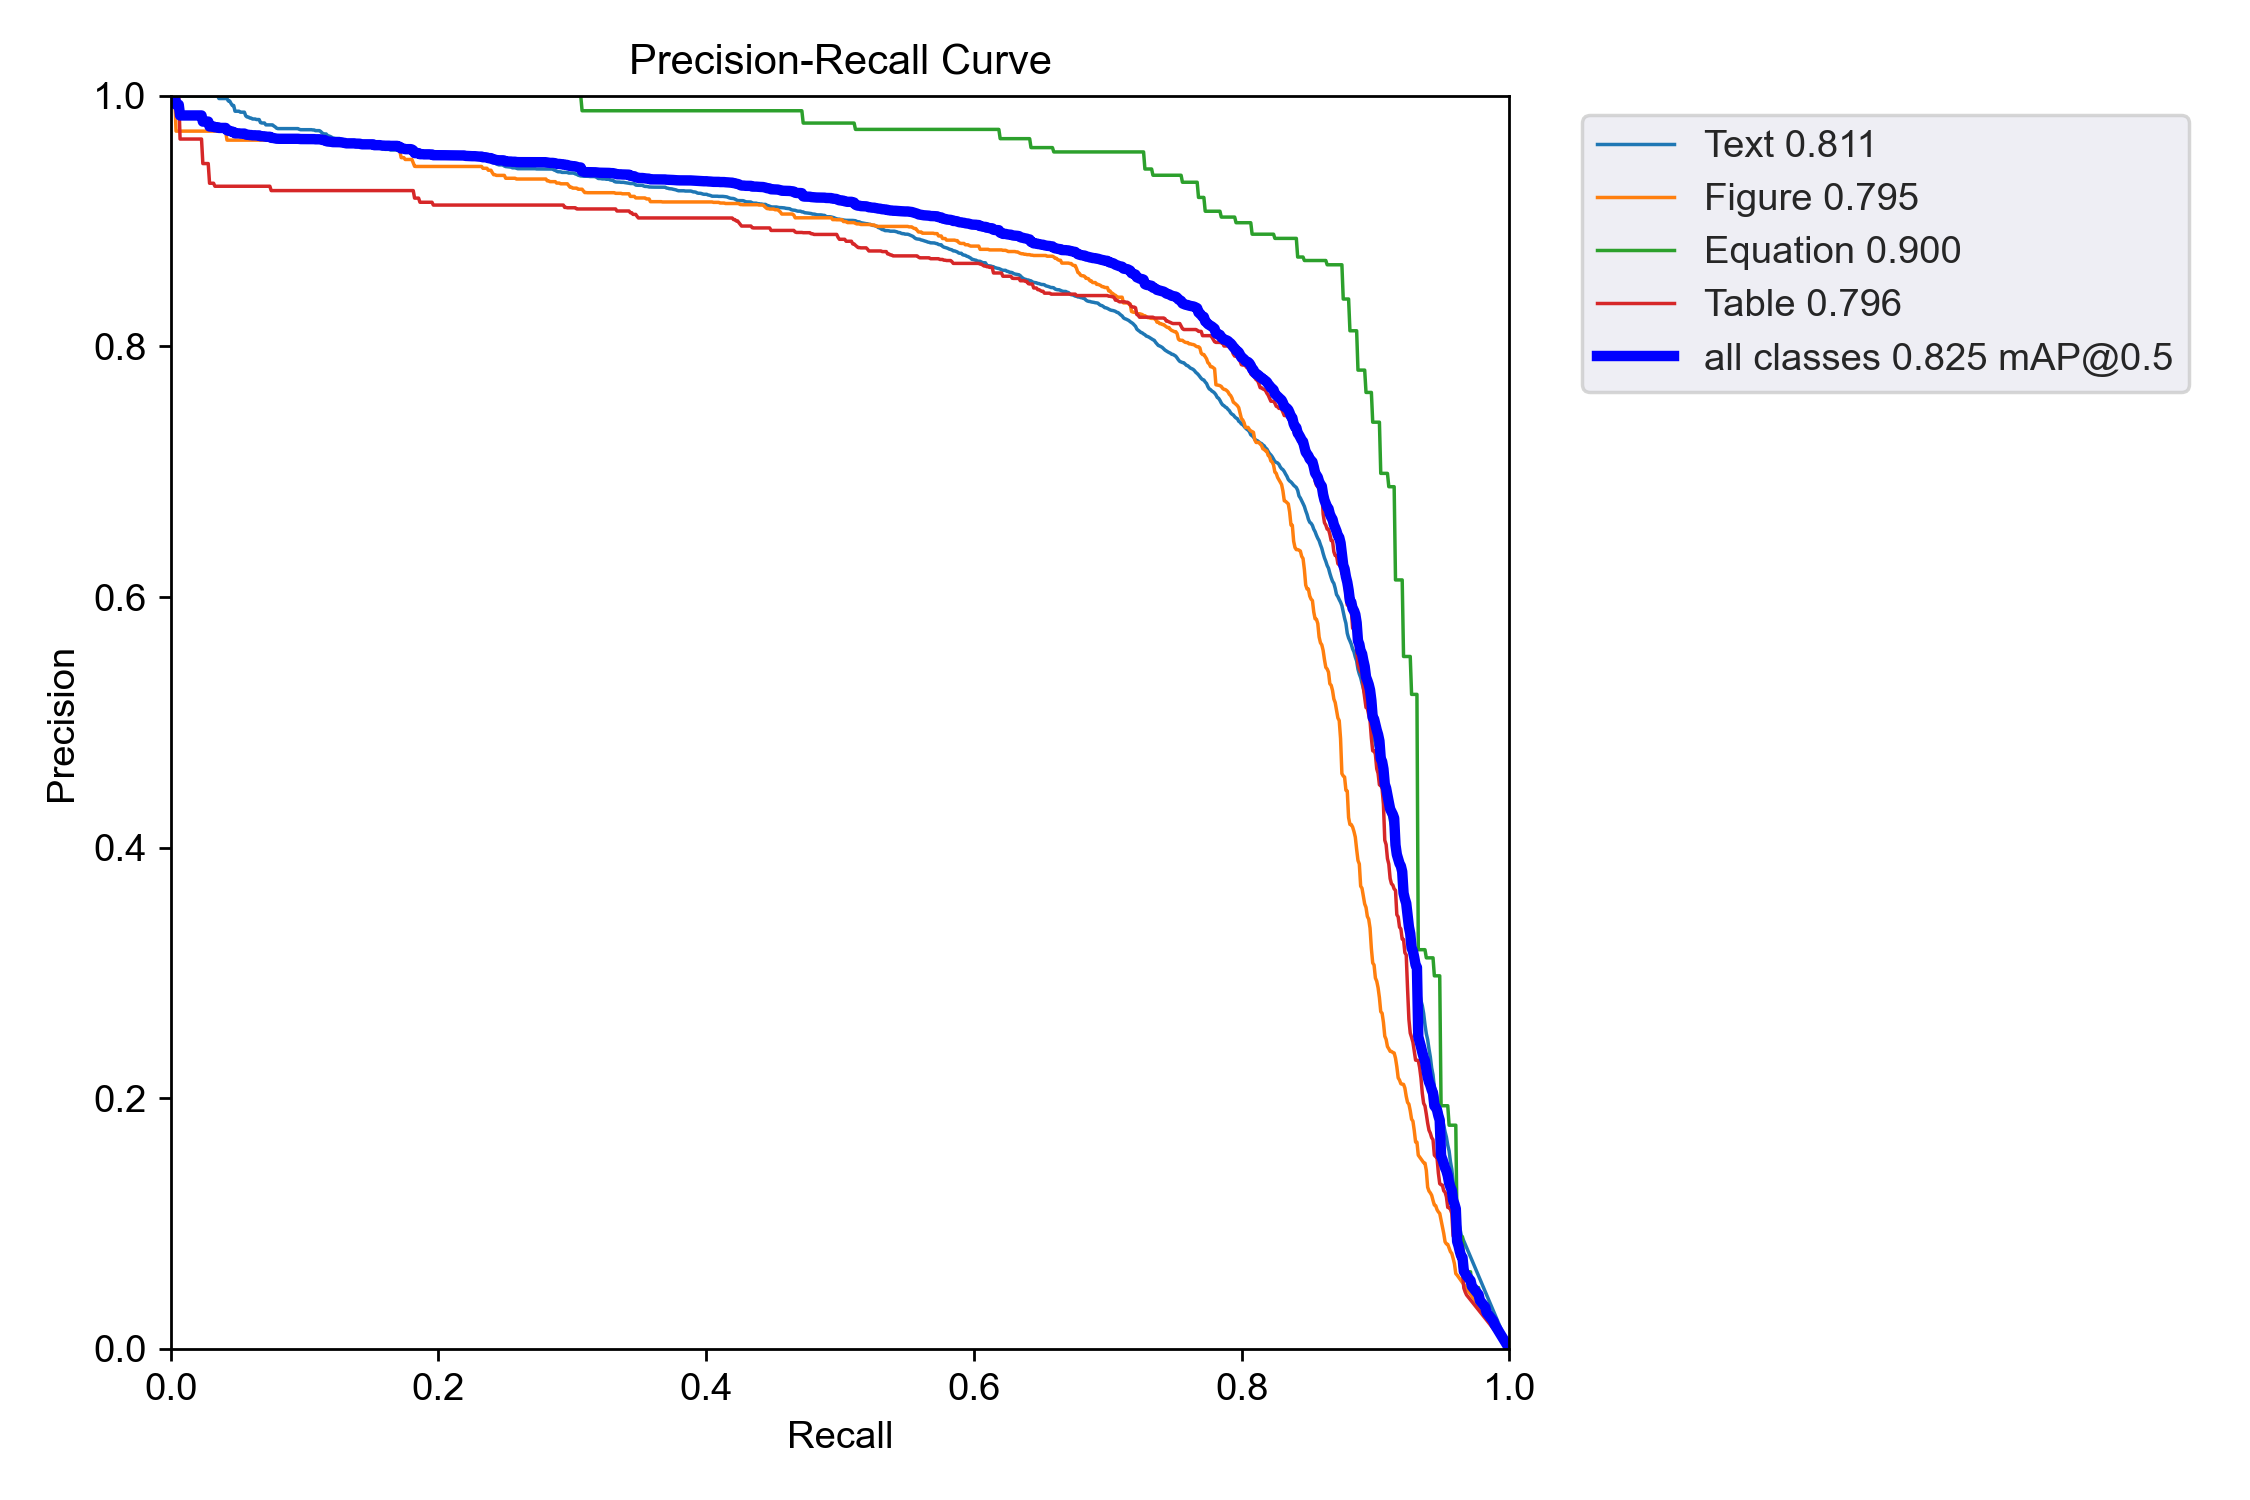 Precision-Recall Curve
1.0
0.8
0.6
0.4
0.2
0.0
Precision
0.0 0.2 0.4 0.6 0.8 1.0
Recall
Text 0.811
Figure 0.795
Equation 0.900
Table 0.796
all classes 0.825 mAP@0.5